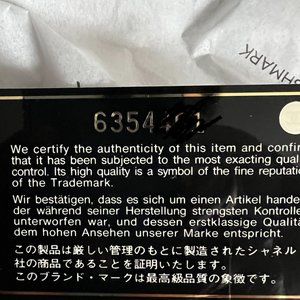 SHMARK
6354
We certify the authenticity of this item and confirm
that it has been subjected to the most exacting quali
control. Its high quality is a symbol of the fine reputatio
of the Trademark.
Wir bestätigen, dass es sich um einen Artikel hande
der während seiner Herstellung strengsten Kontrolle
unterworfen war, und dessen erstklassige Qualitä
dem hohen Ansehen unserer Marke entspricht.
この製品は厳しい管理のもとに製造されたシャネル
社の商品であることを証明いたします。
このブランド・マークは最高級品質の象徴です。